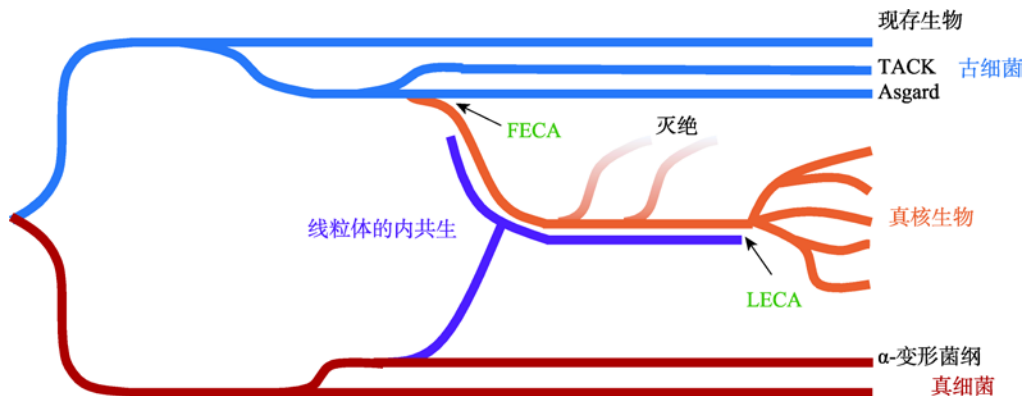 现存生物
TACK 古细菌
Asgard
FECA
灭绝
线粒体的内共生
真核生物
LECA
α-变形菌纲
真细菌